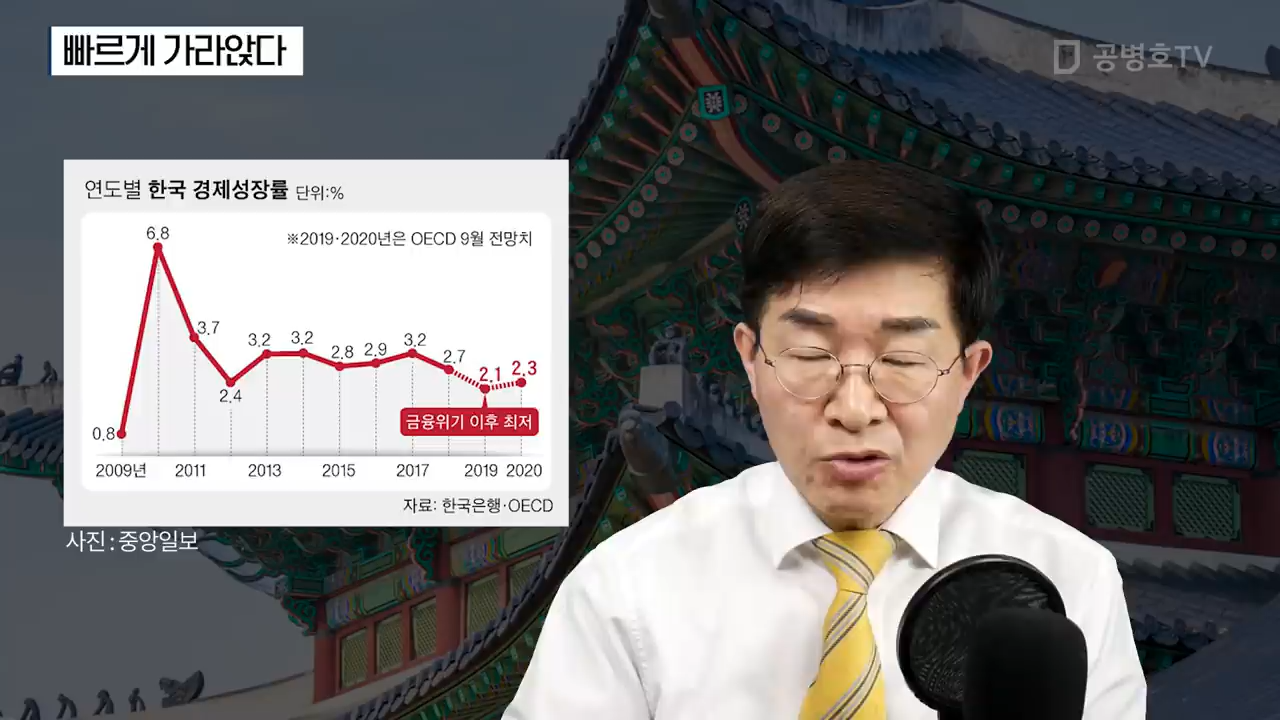 빠르게 가라앉다
공병호TV
연도별 한국 경제성장률 단위:%
※2019·2020년은 OECD 9월 전망치
6.8
3.7
3.2
3.2
2.8
2.9
3.2
2.7
2.1
2.3
2.4
0.8
금융위기 이후 최저
2009년 2011 2013 2015 2017 2019 2020
자료: 한국은행·OECD
사진 : 중앙일보